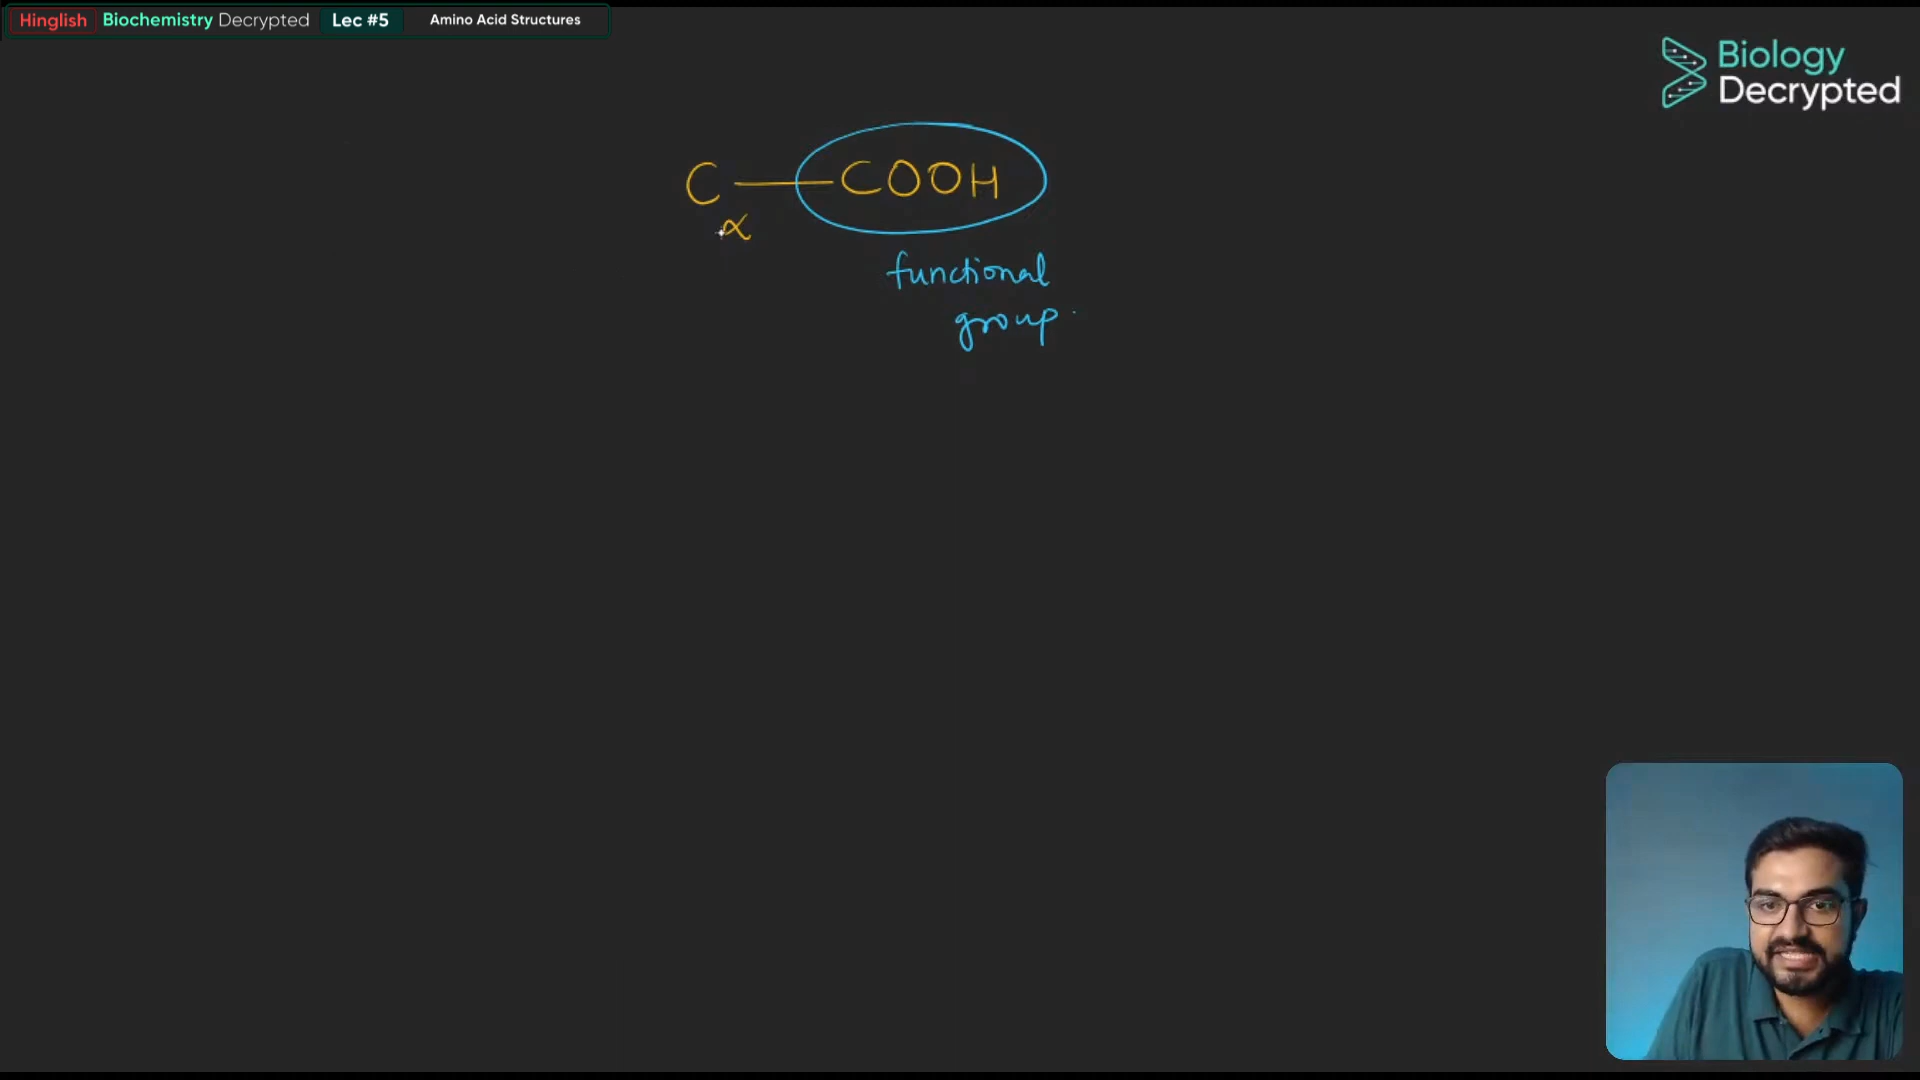 Hinglish Biochemistry Decrypted Lec #5 Amino Acid Structures
Biology
Decrypted
C — COOH
α
functional
group.